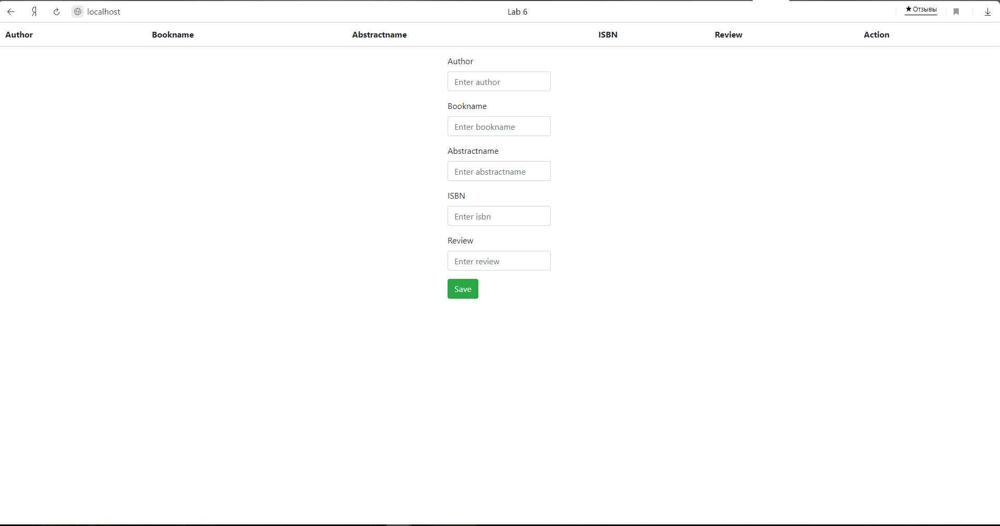 Я localhost Lab 6 ★ Отзывы
Author Bookname Abstractname ISBN Review Action
Author
Enter author
Bookname
Enter bookname
Abstractname
Enter abstractname
ISBN
Enter isbn
Review
Enter review
Save